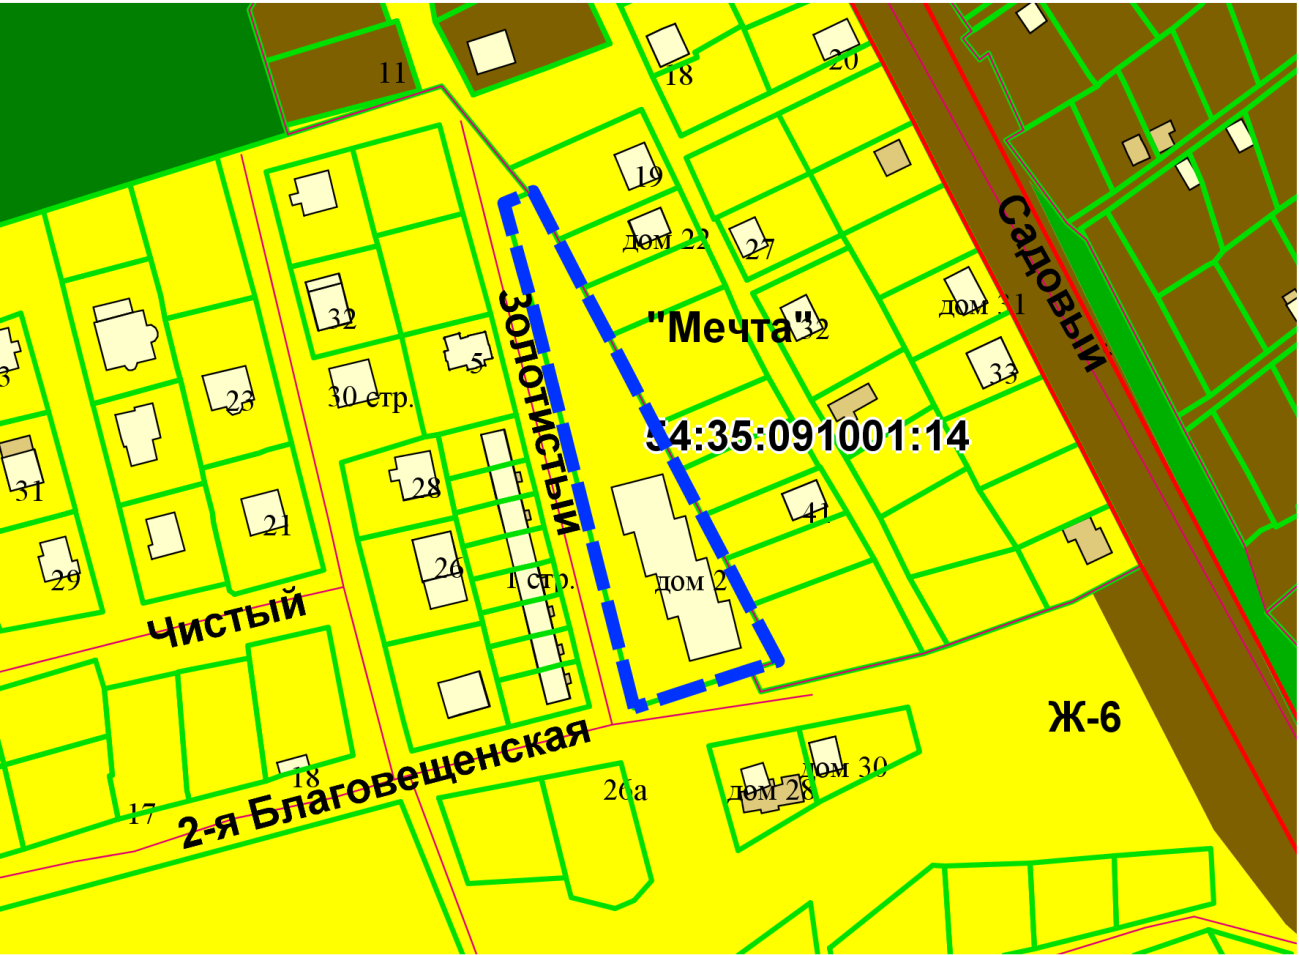 11
18
20
19
дом 22
27
32
"Мечта"
32
дом 31
Садовый
33
3
23
30 стр.
5
Золотистый
54:35:091001:14
31
21
28
41
29
26
1 стр.
дом 2
Чистый
Ж-6
18
17
2-я Благовещенская
26а
дом 28
дом 30